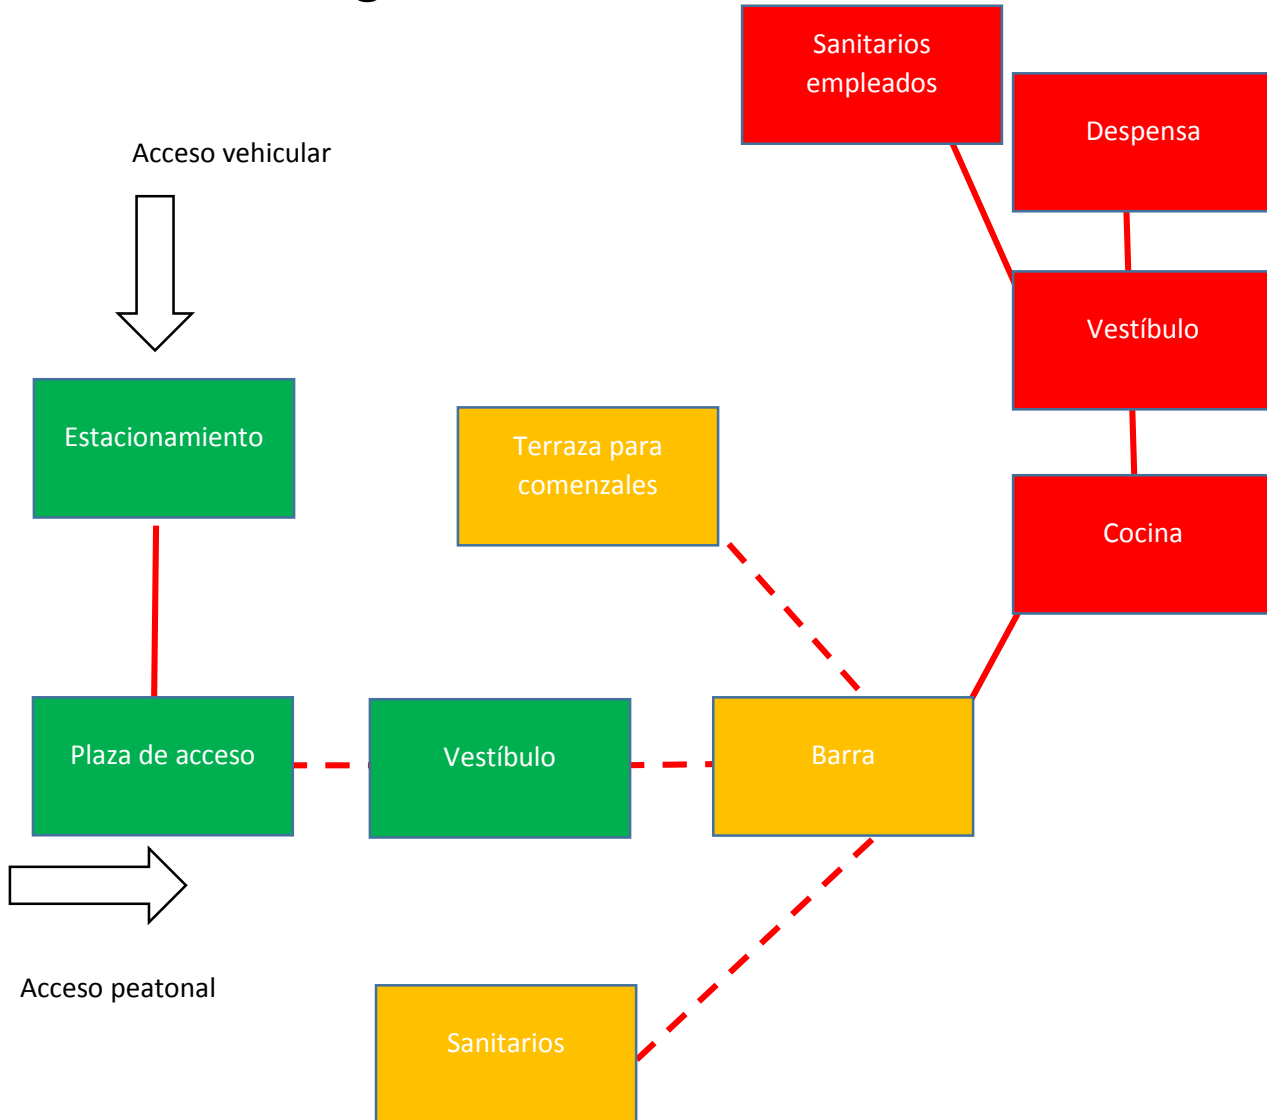 Sanitarios
empleados
Despensa
Acceso vehicular
Vestíbulo
Estacionamiento
Terraza para
comenzales
Cocina
Plaza de acceso
Vestíbulo
Barra
Acceso peatonal
Sanitarios